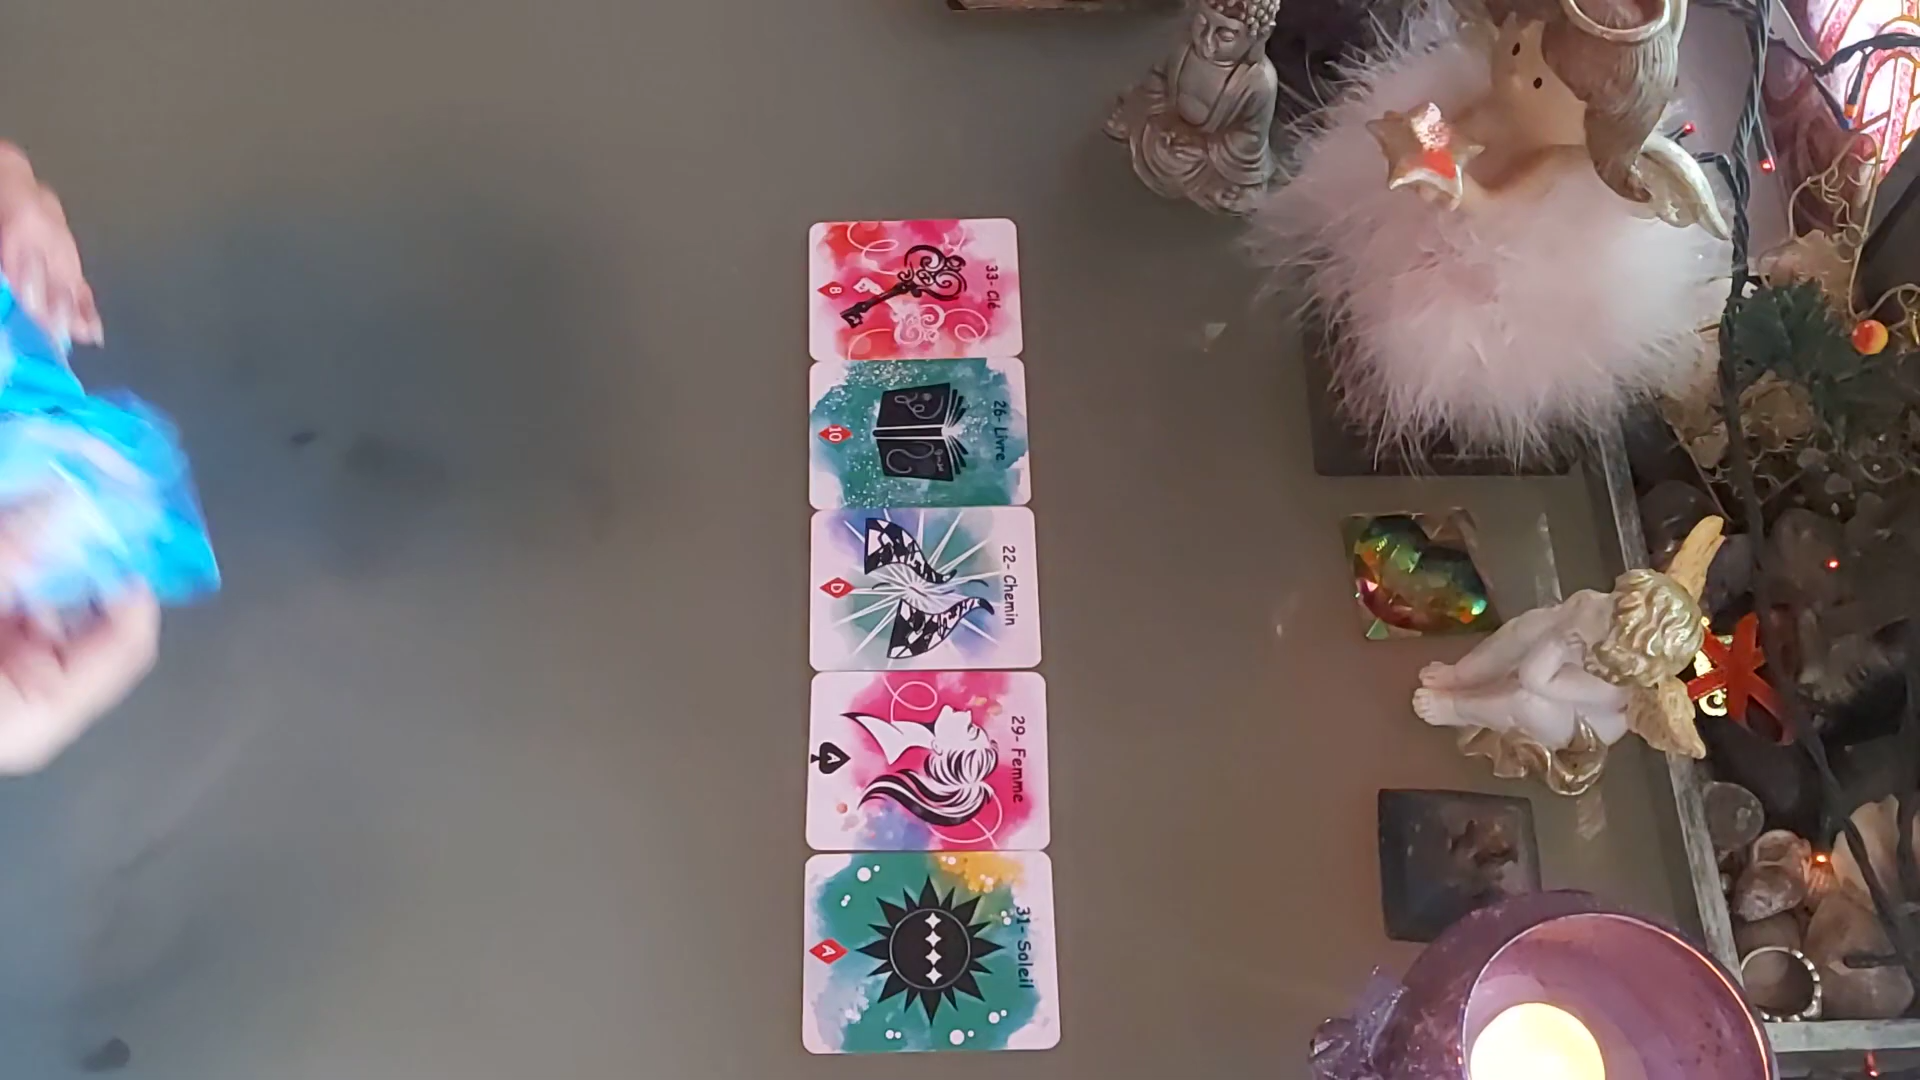 33- Clé
8
26- Livre
10
22- Chemin
D
29- Femme
A
31- Soleil
A